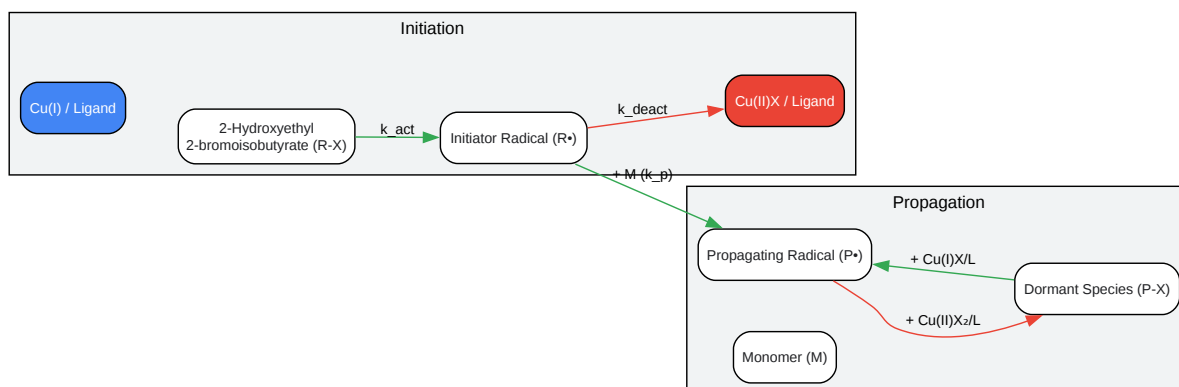 Initiation
Cu(I) / Ligand
2-Hydroxyethyl
2-bromoisobutyrate (R-X)
k_act
Initiator Radical (R•)
k_deact
Cu(II)X / Ligand
+ M (k_p)
Propagation
Propagating Radical (P•)
+ Cu(I)X/L
Dormant Species (P-X)
+ Cu(II)X₂/L
Monomer (M)